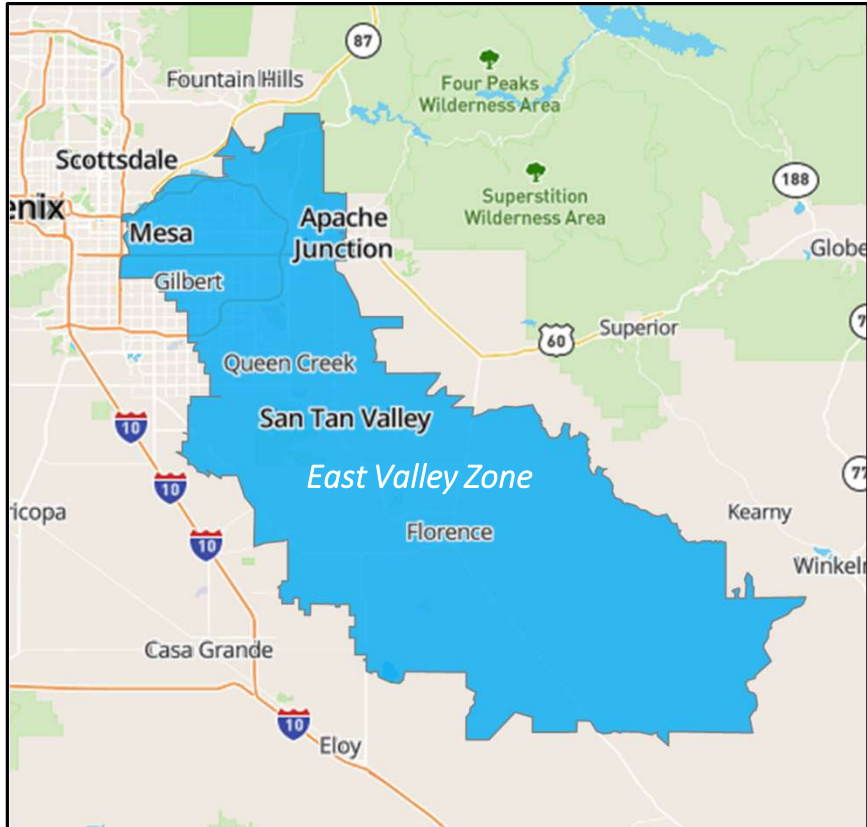 87
Fountain Hills
Four Peaks
Wilderness Area
Scottsdale
188
Superstition
Wilderness Area
enix
Mesa
Apache
Junction
Globe
Gilbert
7
Superior
60
Queen Creek
San Tan Valley
10
East Valley Zone
77
10
ricopa
Kearny
Florence
10
Winkeln
Casa Grande
10
Eloy